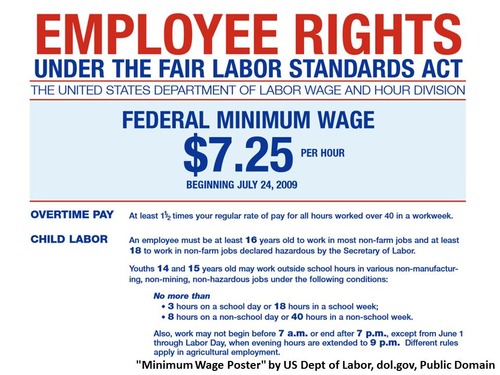 EMPLOYEE RIGHTS
UNDER THE FAIR LABOR STANDARDS ACT
THE UNITED STATES DEPARTMENT OF LABOR WAGE AND HOUR DIVISION
FEDERAL MINIMUM WAGE
$7.25 PER HOUR
BEGINNING JULY 24, 2009
OVERTIME PAY At least 1½ times your regular rate of pay for all hours worked over 40 in a workweek.
CHILD LABOR An employee must be at least 16 years old to work in most non-farm jobs and at least
18 to work in non-farm jobs declared hazardous by the Secretary of Labor.
Youths 14 and 15 years old may work outside school hours in various non-manufactur-
ing, non-mining, non-hazardous jobs under the following conditions:
No more than
• 3 hours on a school day or 18 hours in a school week;
• 8 hours on a non-school day or 40 hours in a non-school week.
Also, work may not begin before 7 a.m. or end after 7 p.m., except from June 1
through Labor Day, when evening hours are extended to 9 p.m. Different rules
apply in agricultural employment.
"Minimum Wage Poster" by US Dept of Labor, dol.gov, Public Domain